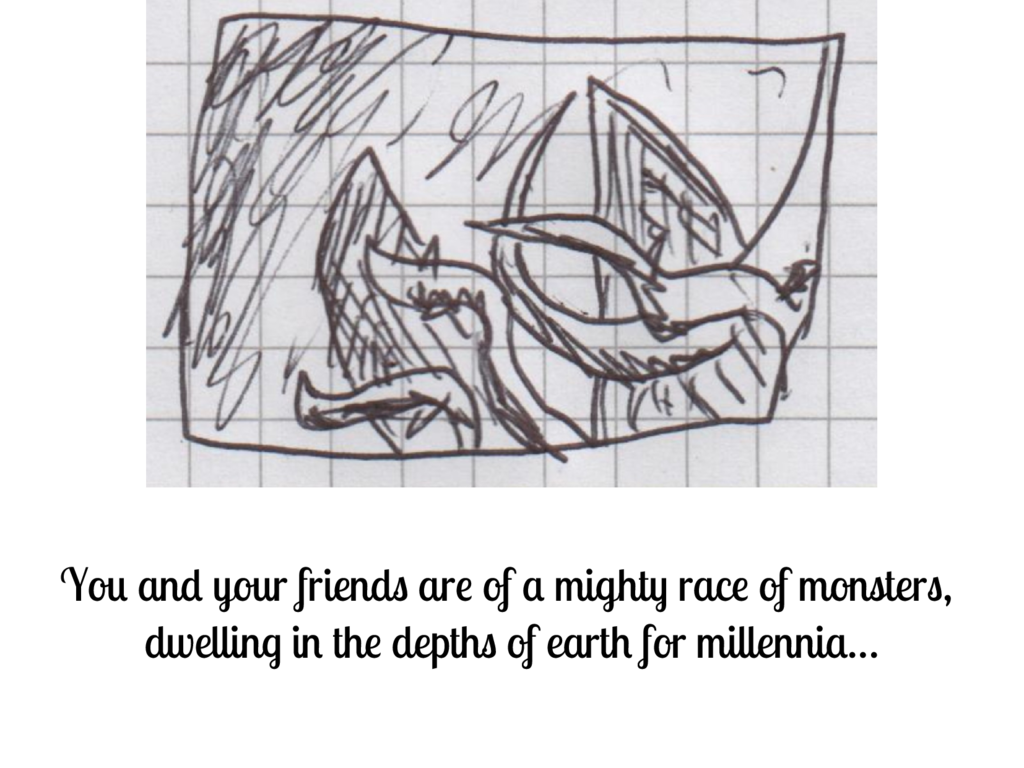 You and your friends are of a mighty race of monsters,
dwelling in the depths of earth for millennia...